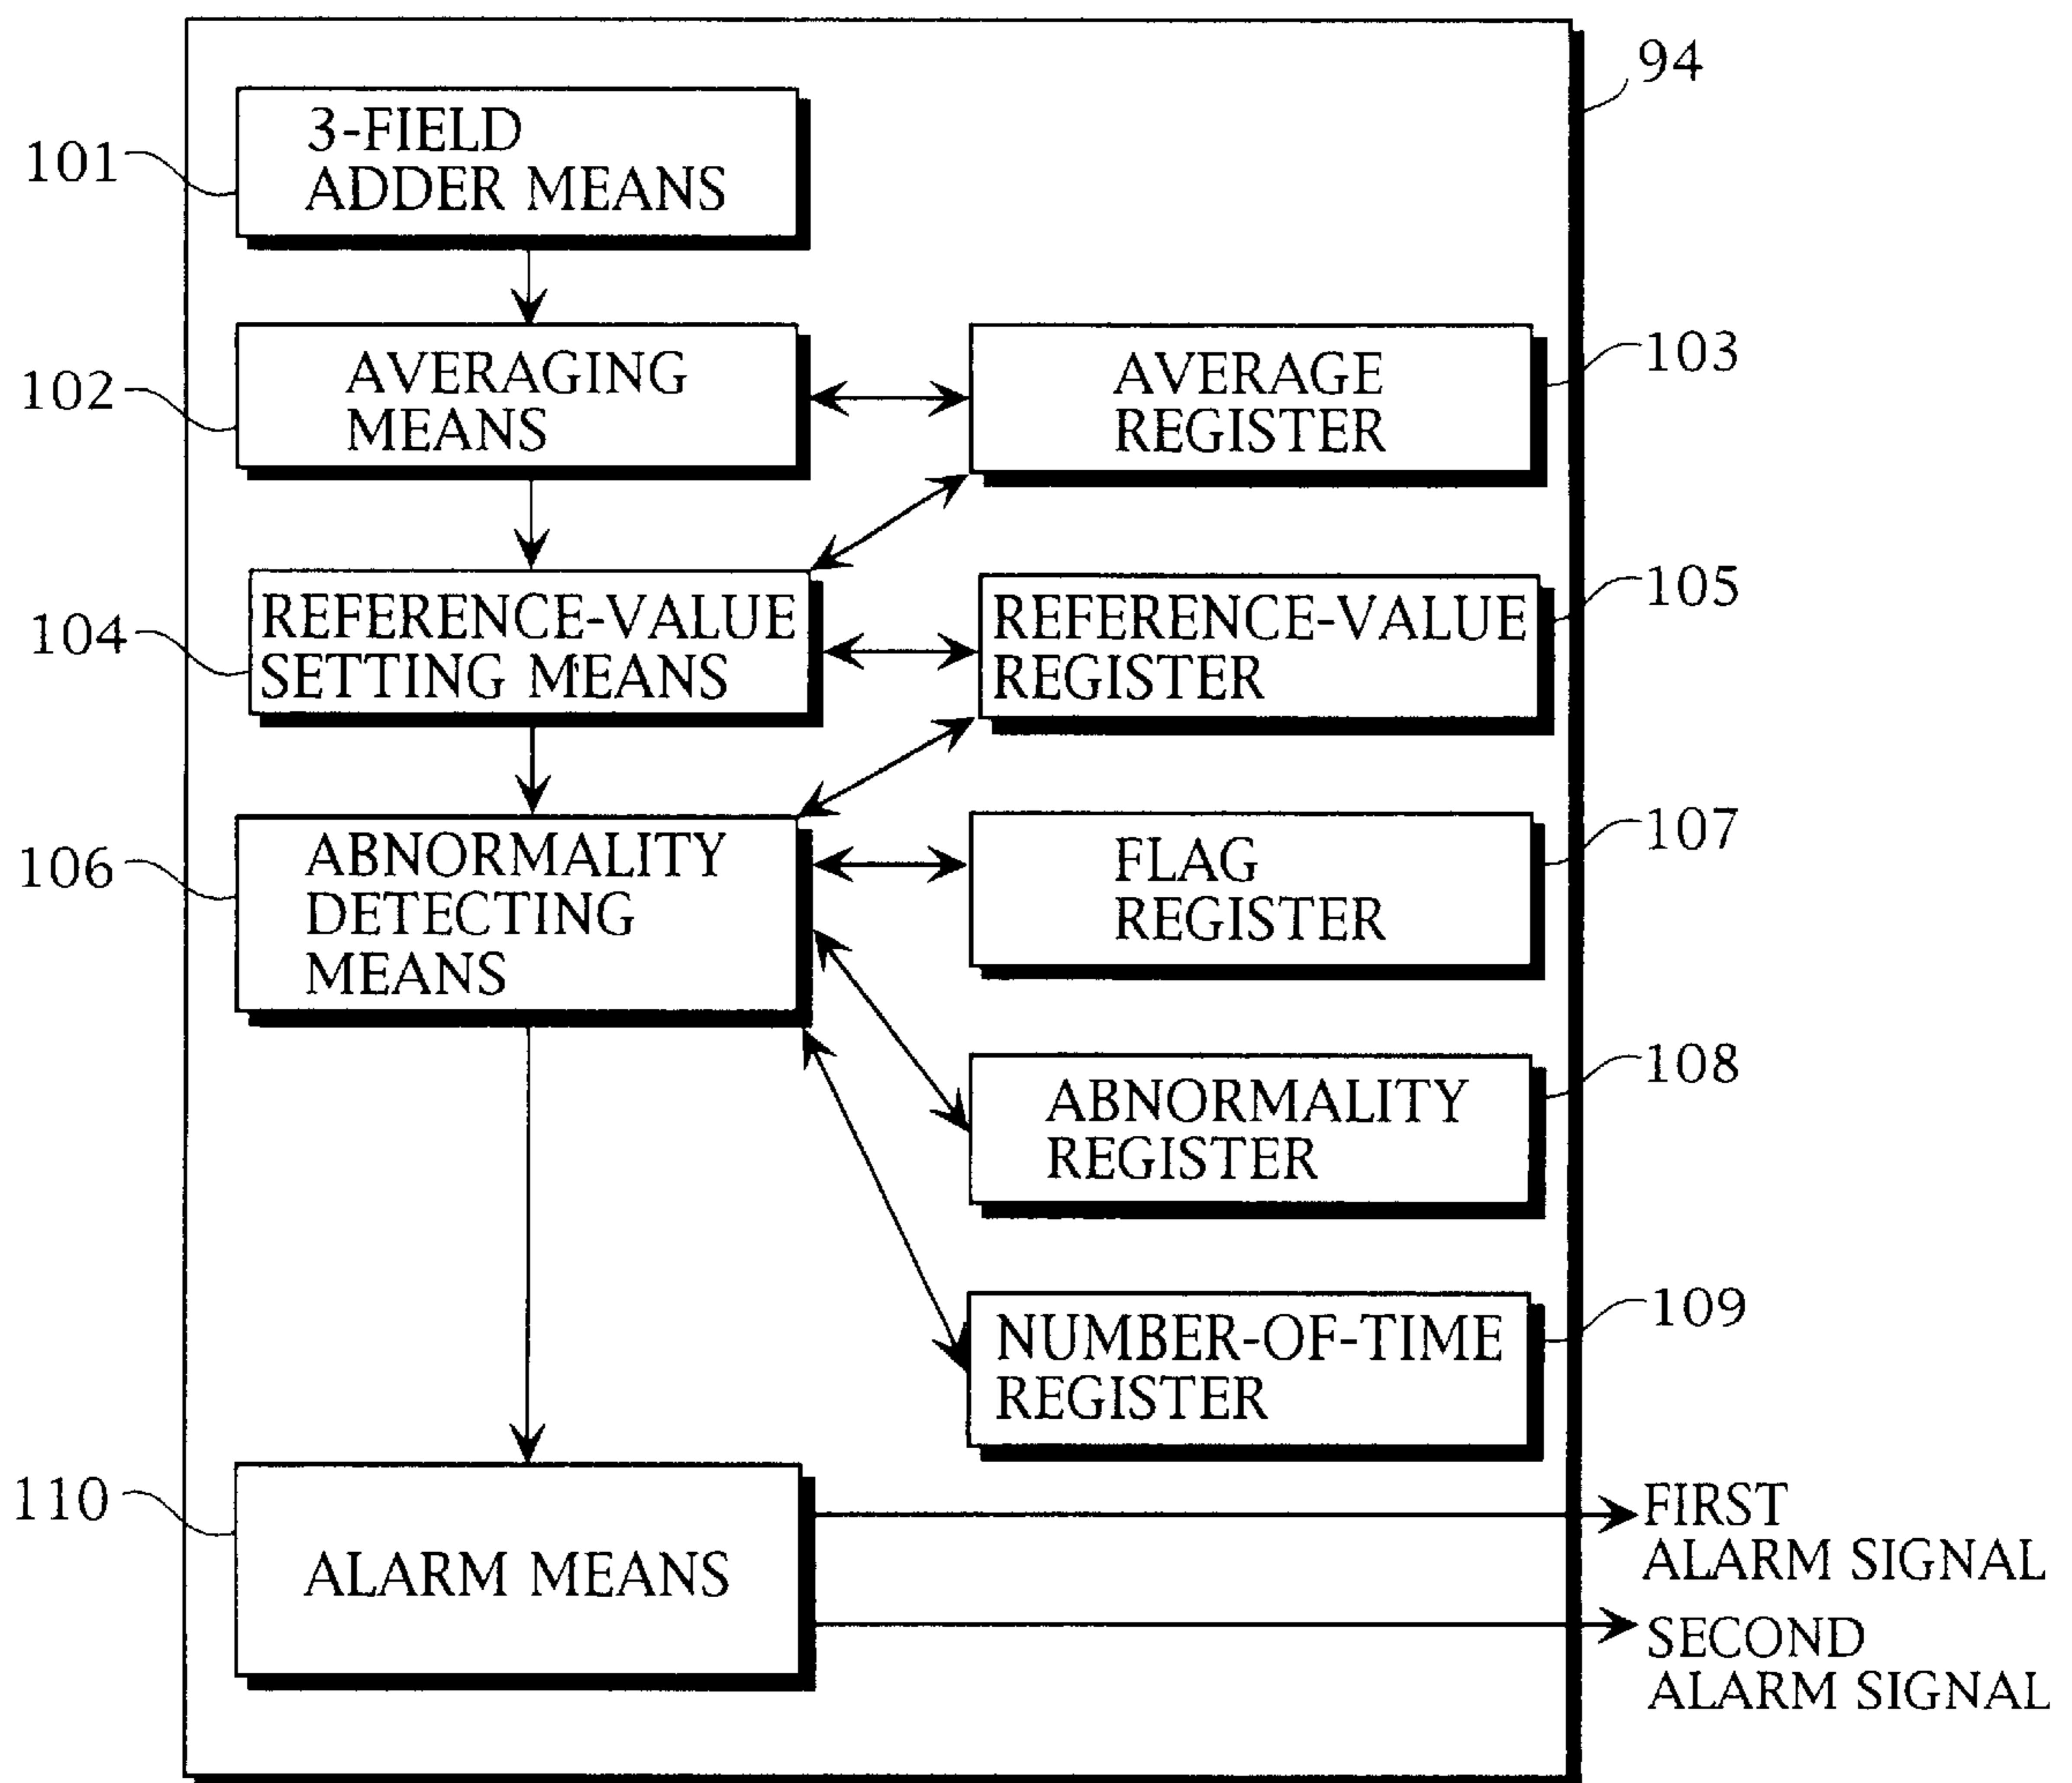 94
101
3-FIELD
ADDER MEANS
102
AVERAGING
MEANS
AVERAGE
REGISTER
103
104
REFERENCE-VALUE
SETTING MEANS
REFERENCE-VALUE
REGISTER
105
106
ABNORMALITY
DETECTING
MEANS
FLAG
REGISTER
107
ABNORMALITY
REGISTER
108
NUMBER-OF-TIME
REGISTER
109
110
ALARM MEANS
FIRST
ALARM SIGNAL
SECOND
ALARM SIGNAL